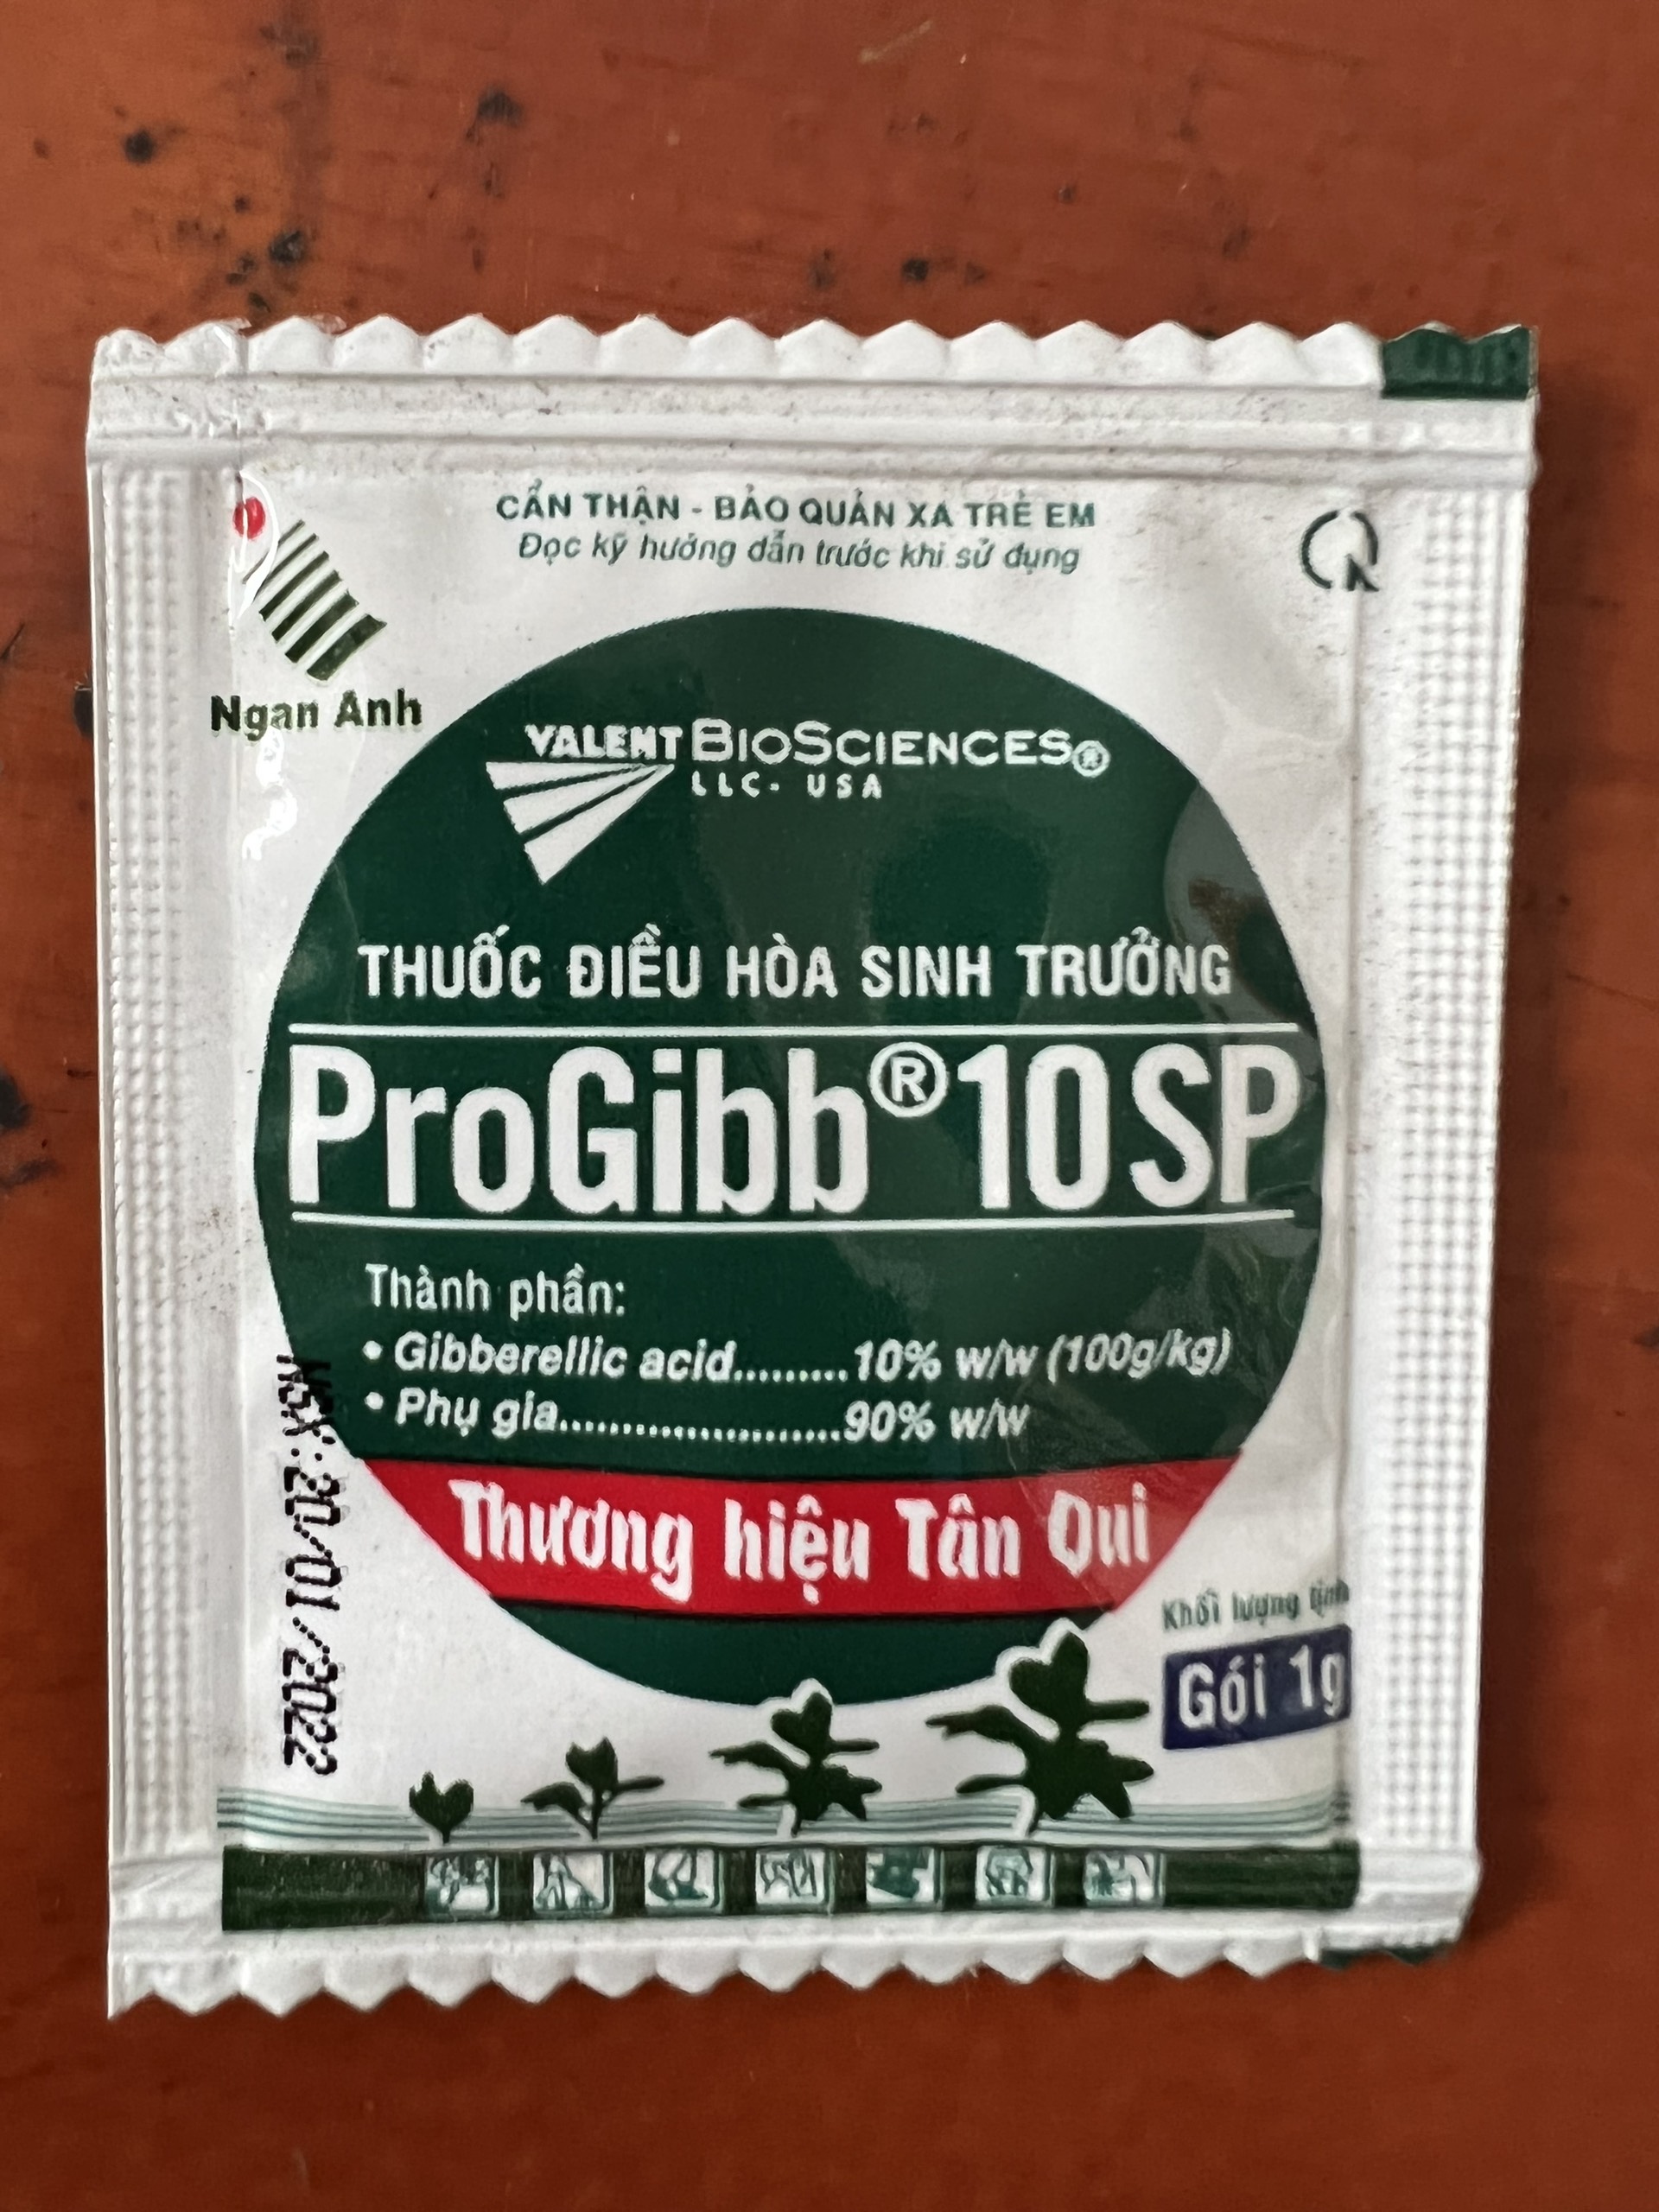 CẨN THẬN - BẢO QUẢN XA TRẺ EM
Đọc kỹ hướng dẫn trước khi sử dụng
Ngan Anh
VALENT BIOSCIENCES®
LLC- USA
THUỐC ĐIỀU HÒA SINH TRƯỞNG
ProGibb® 10 SP
Thành phần:
• Gibberellic acid.........10% w/w (100g/kg)
• Phụ gia.......................90% w/w
Thương hiệu Tân Qui
NSX: 20/01/2022
Khối lượng tịnh
Gói 1g